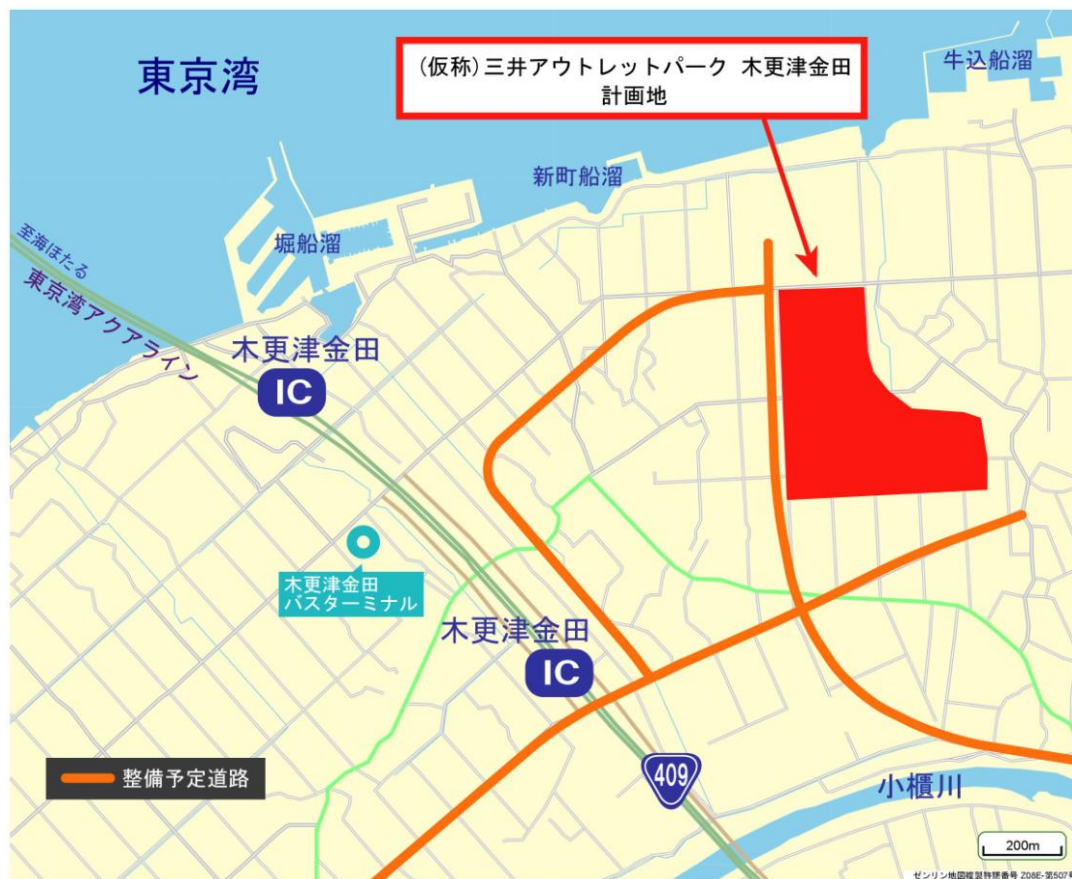 東京湾
(仮称)三井アウトレットパーク 木更津金田
計画地
牛込船溜
新町船溜
堀船溜
至海ほたる
東京湾アクアライン
木更津金田
IC
木更津金田
バスターミナル
木更津金田
IC
409
整備予定道路
小櫃川
200m
ゼンリン地図複製許諾番号 Z08E-第507号